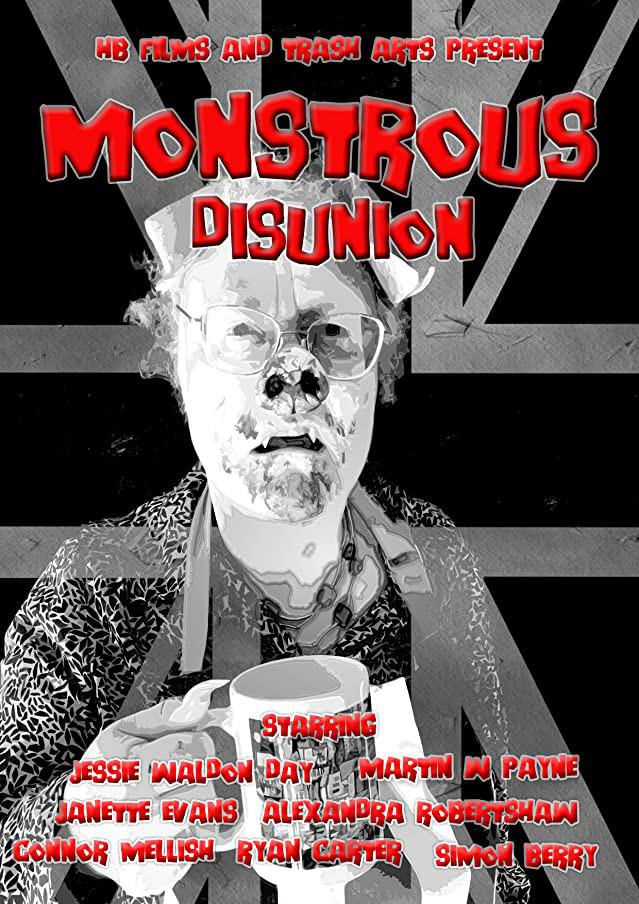 HB FILMS AND TRASH ARTS PRESENT
MONSTROUS
DISUNION
STARRING
JESSIE WALDON DAY MARTIN W PAYNE
JANETTE EVANS ALEXANDRA ROBERTSHAW
CONNOR MELLISH RYAN CARTER SIMON BERRY